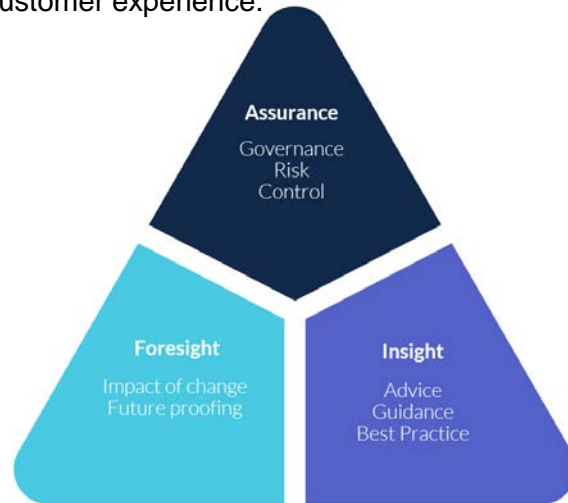 ustomer experience.
Assurance
Governance
Risk
Control
Foresight
Impact of change
Future proofing
Insight
Advice
Guidance
Best Practice